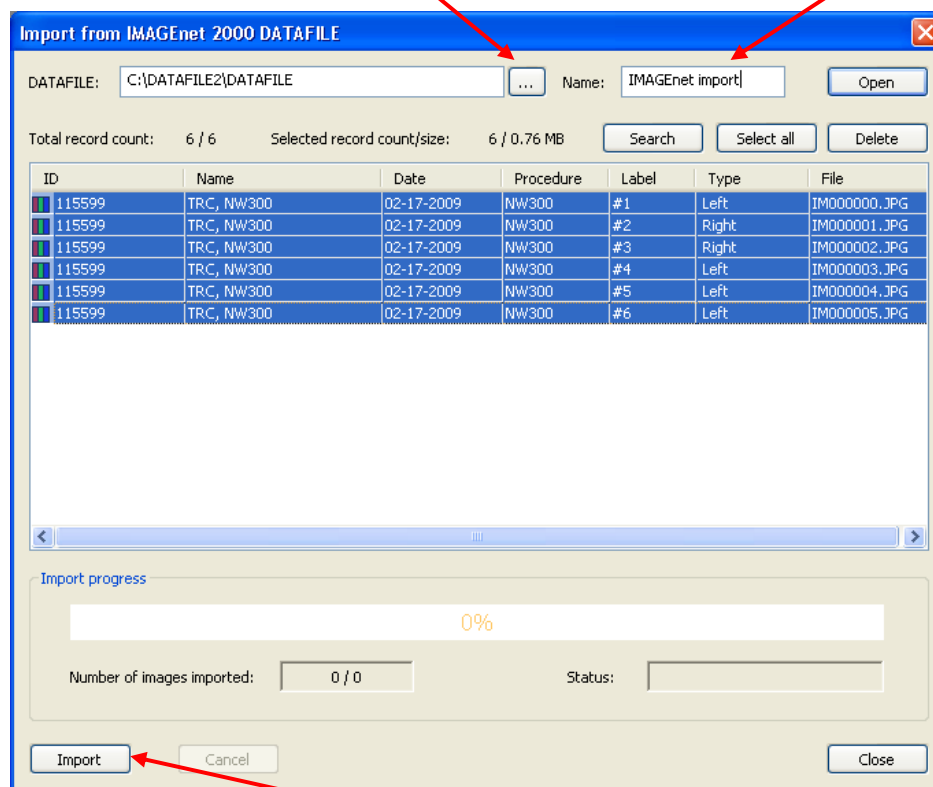 Import from IMAGEnet 2000 DATAFILE
DATAFILE: C:\DATAFILE2\DATAFILE ... Name: IMAGEnet import Open
Total record count: 6 / 6 Selected record count/size: 6 / 0.76 MB Search Select all Delete
ID Name Date Procedure Label Type File
115599 TRC, NW300 02-17-2009 NW300 #1 Left IM000000.JPG
115599 TRC, NW300 02-17-2009 NW300 #2 Right IM000001.JPG
115599 TRC, NW300 02-17-2009 NW300 #3 Right IM000002.JPG
115599 TRC, NW300 02-17-2009 NW300 #4 Left IM000003.JPG
115599 TRC, NW300 02-17-2009 NW300 #5 Left IM000004.JPG
115599 TRC, NW300 02-17-2009 NW300 #6 Left IM000005.JPG
Import progress
0%
Number of images imported: 0 / 0 Status:
Import Cancel Close